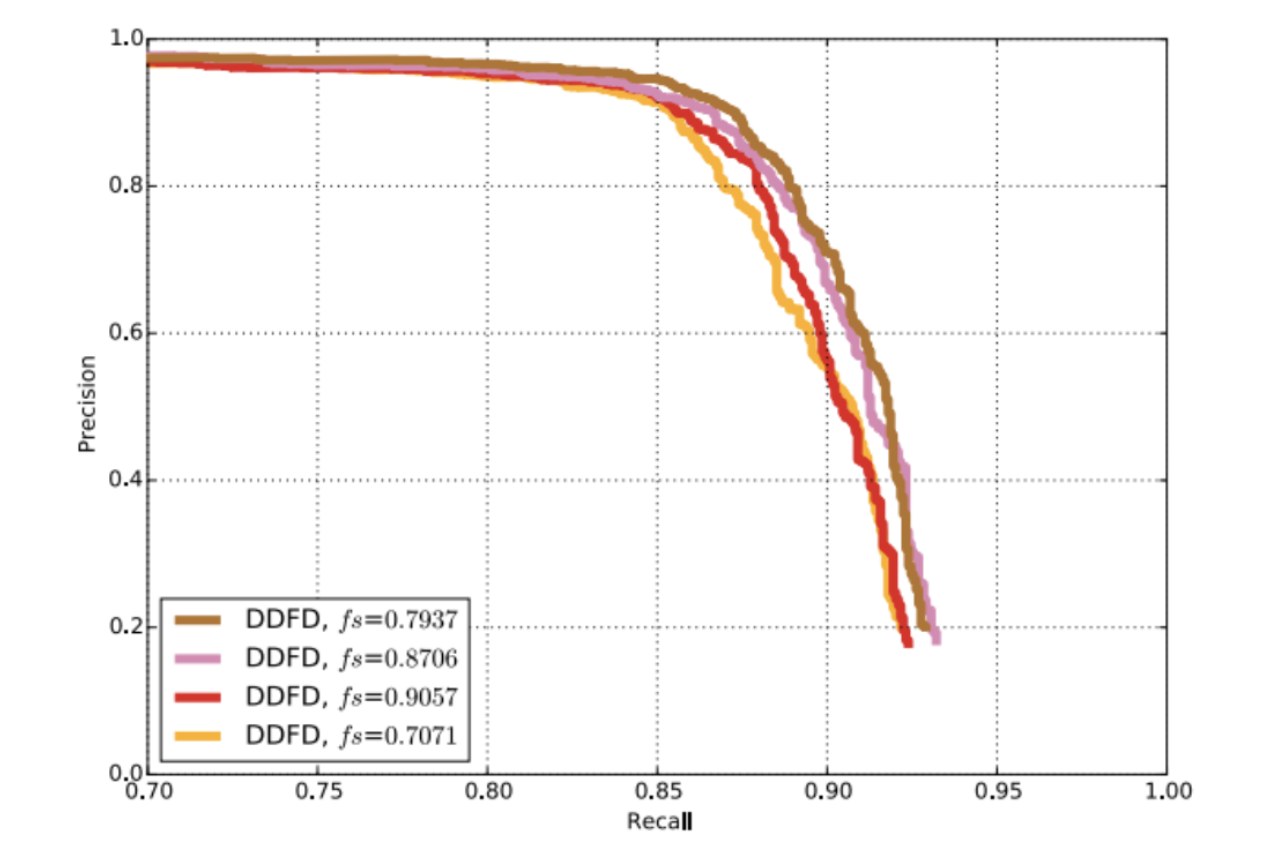 1.0
0.8
0.6
0.4
0.2
0.0
Precision
DDFD, fs=0.7937
DDFD, fs=0.8706
DDFD, fs=0.9057
DDFD, fs=0.7071
0.70 0.75 0.80 0.85 0.90 0.95 1.00
Recall